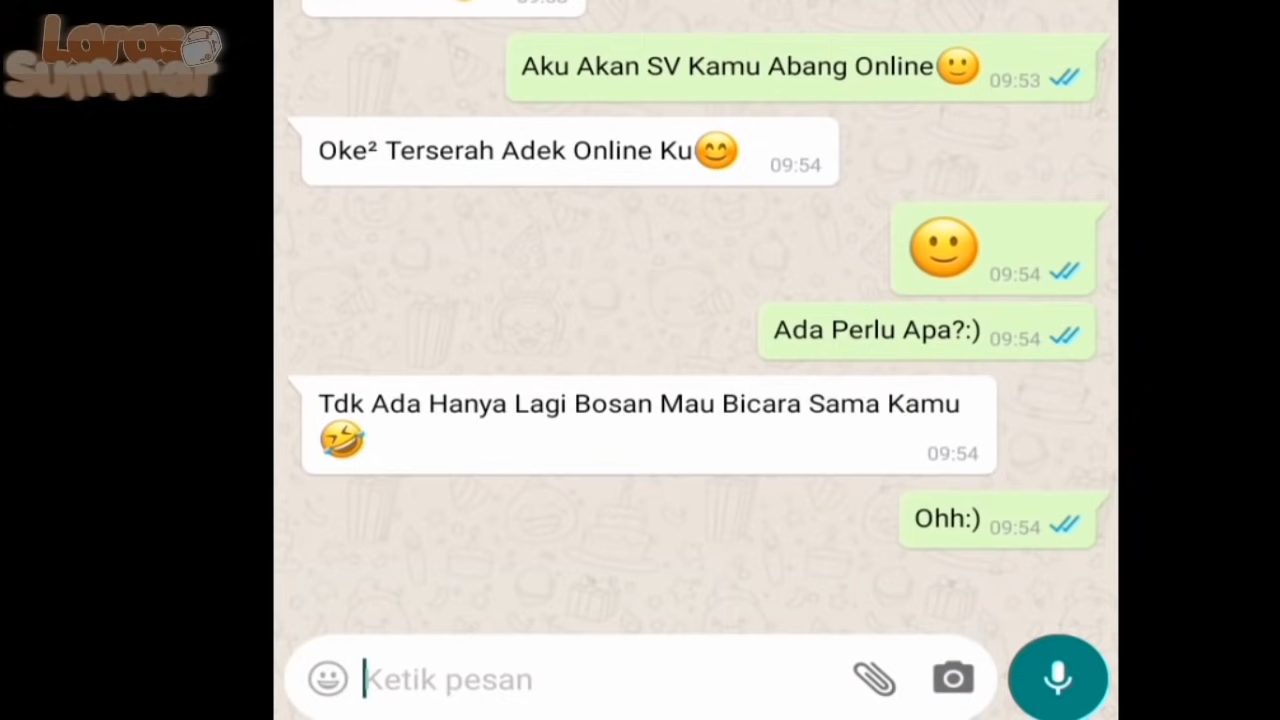 Laras
Summer
Aku Akan SV Kamu Abang Online🙂 09:53
Oke² Terserah Adek Online Ku😊 09:54
🙂 09:54
Ada Perlu Apa?:) 09:54
Tdk Ada Hanya Lagi Bosan Mau Bicara Sama Kamu
🤣 09:54
Ohh:) 09:54
Ketik pesan